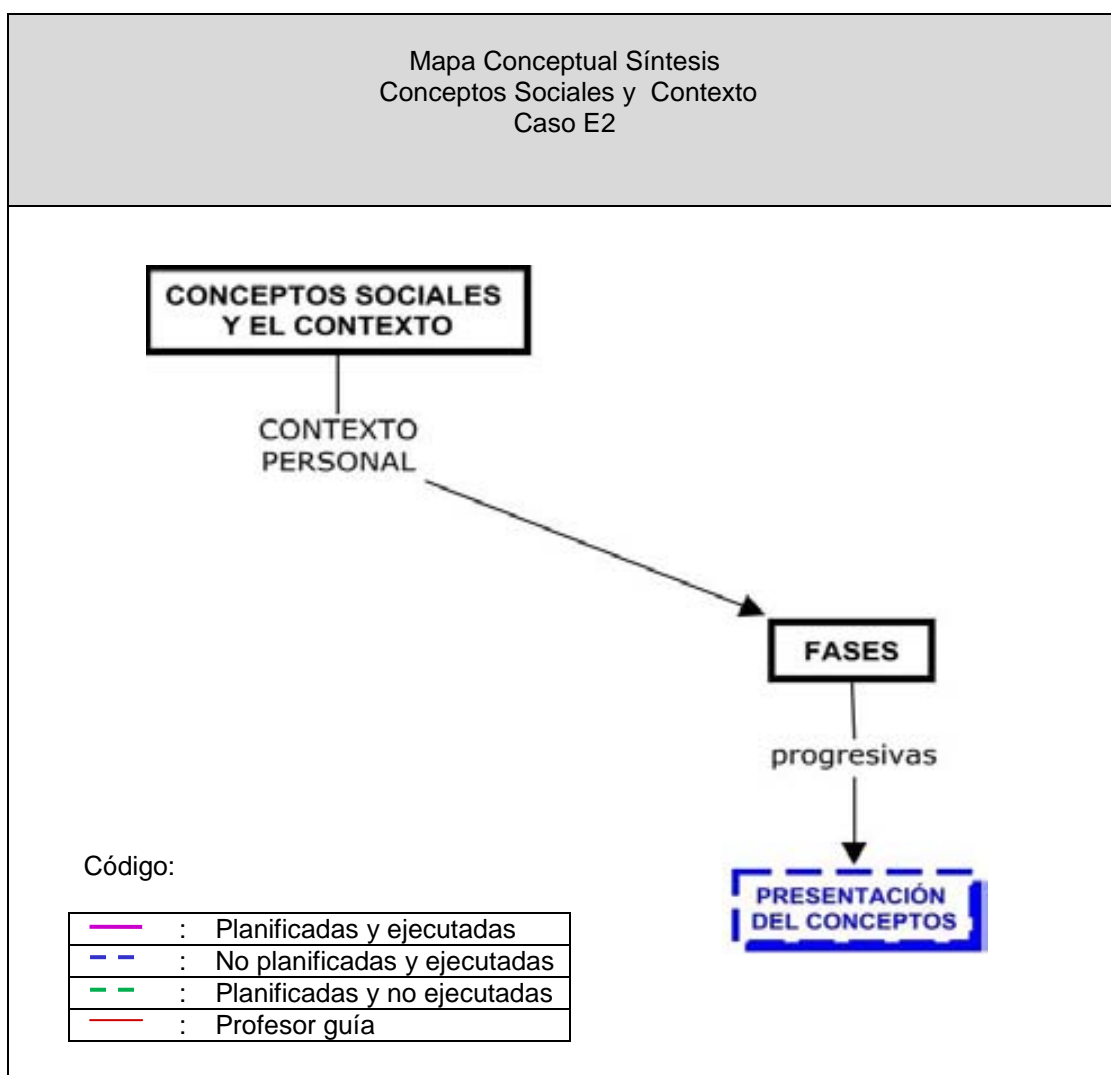 Mapa Conceptual Síntesis
Conceptos Sociales y Contexto
Caso E2
CONCEPTOS SOCIALES
Y EL CONTEXTO
CONTEXTO
PERSONAL
FASES
progresivas
PRESENTACIÓN
DEL CONCEPTOS
Código:
: Planificadas y ejecutadas
: No planificadas y ejecutadas
: Planificadas y no ejecutadas
: Profesor guía